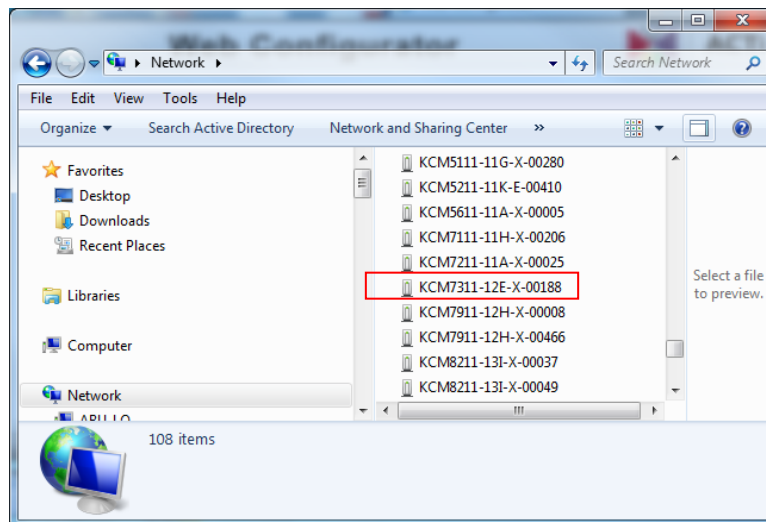 Web Configurator
Network
Search Network
File Edit View Tools Help
Organize Search Active Directory Network and Sharing Center »
Favorites
Desktop
Downloads
Recent Places
Libraries
Computer
Network
KCM5111-11G-X-00280
KCM5211-11K-E-00410
KCM5611-11A-X-00005
KCM7111-11H-X-00206
KCM7211-11A-X-00025
KCM7311-12E-X-00188
KCM7911-12H-X-00008
KCM7911-12H-X-00466
KCM8211-13I-X-00037
KCM8211-13I-X-00049
Select a file
to preview.
108 items